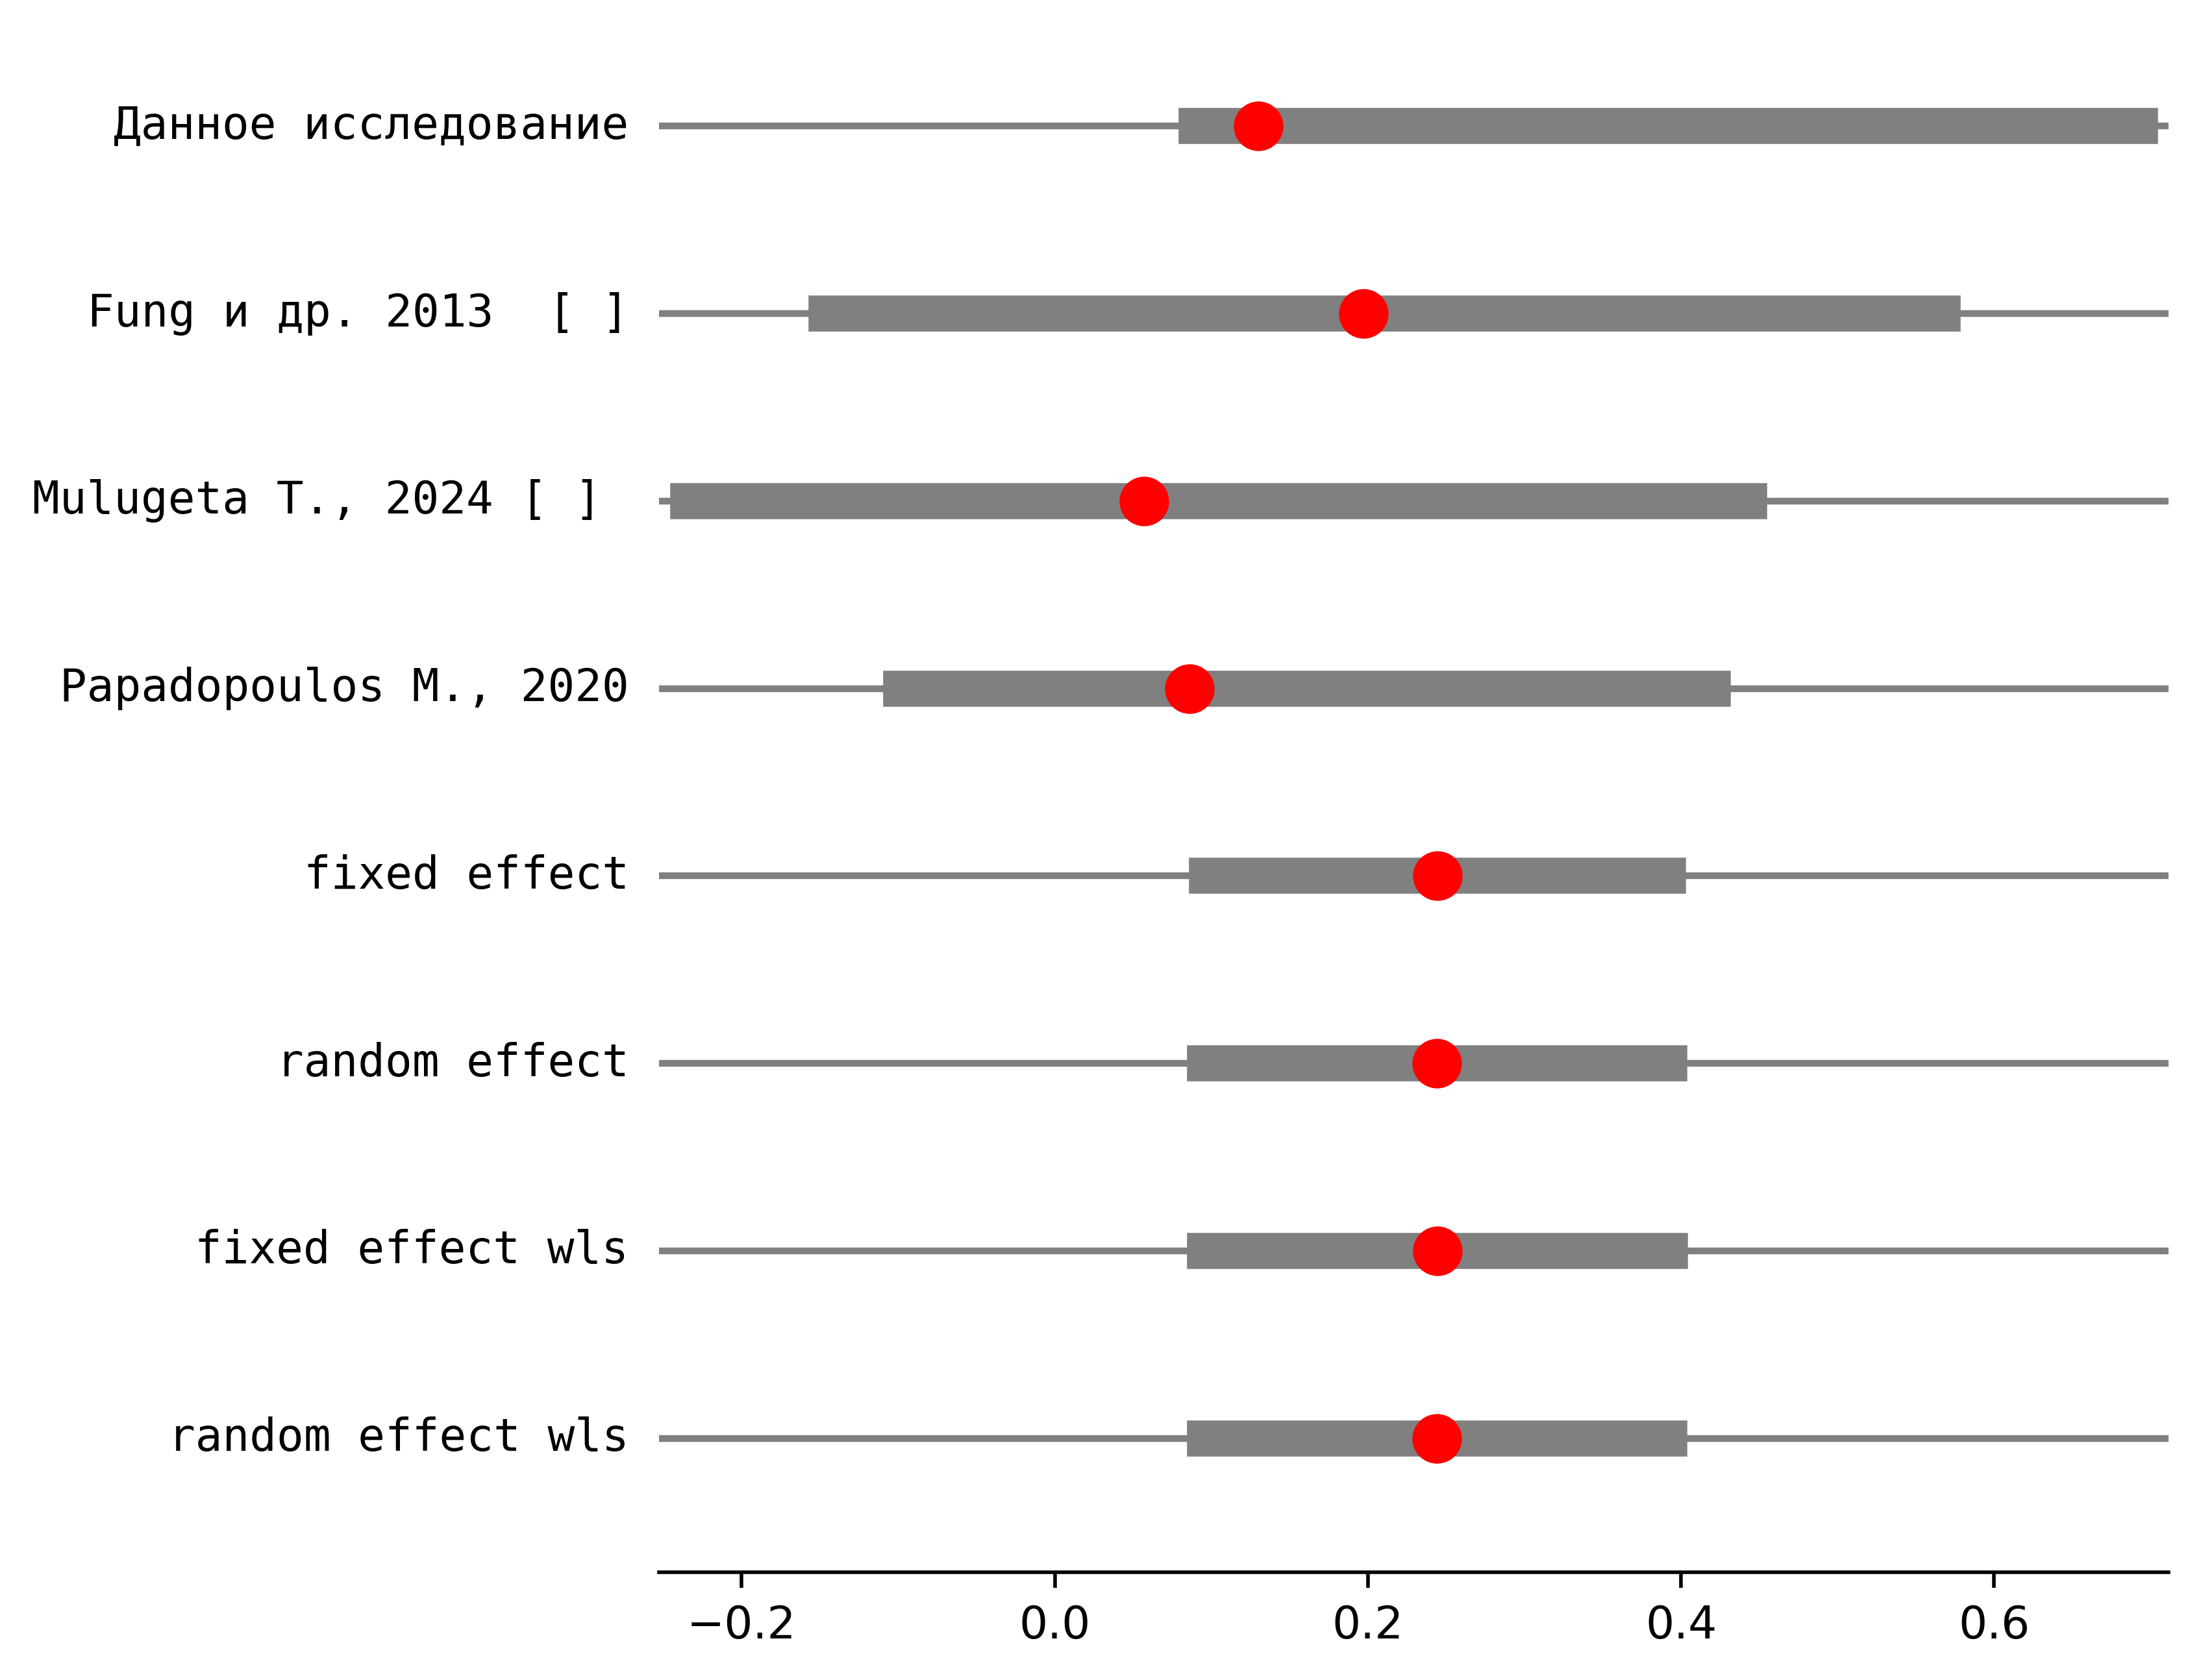 Данное исследование
Fung и др. 2013  [ ]
Mulugeta T., 2024 [ ]
Papadopoulos M., 2020
fixed effect
random effect
fixed effect wls
random effect wls
−0.2 0.0 0.2 0.4 0.6